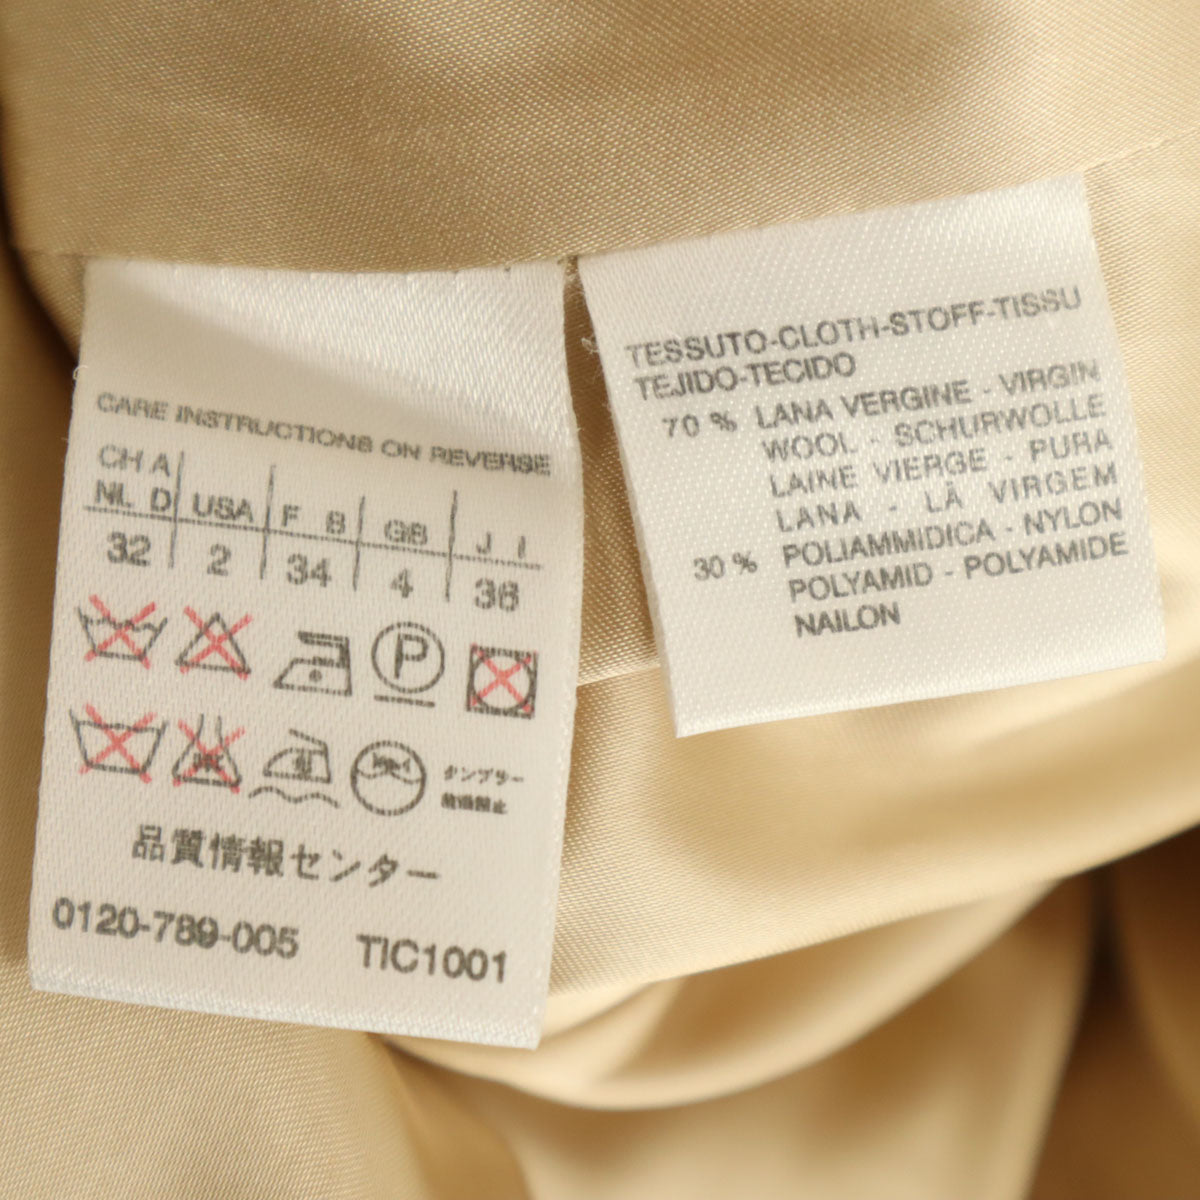 CARE INSTRUCTIONS ON REVERSE
CH A
NL D USA F B GB J I
32 2 34 4 36
P
タンブラー
乾燥禁止
品質情報センター
0120-789-005 TIC1001
TESSUTO-CLOTH-STOFF-TISSU
TEJIDO-TECIDO
70 % LANA VERGINE - VIRGIN
WOOL - SCHURWOLLE
LAINE VIERGE - PURA
LANA - LÃ VIRGEM
30 % POLIAMMIDICA - NYLON
POLYAMID - POLYAMIDE
NAILON